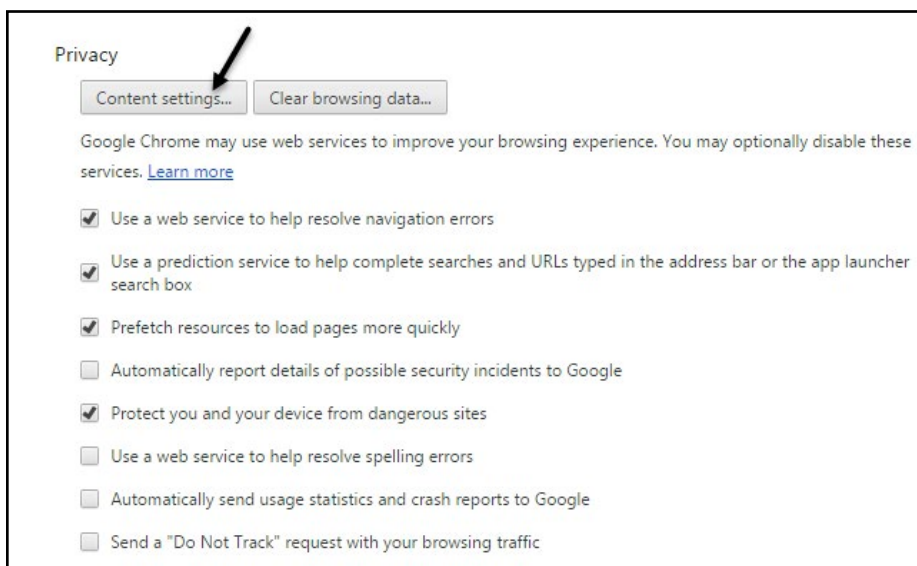 Privacy
Content settings... Clear browsing data...
Google Chrome may use web services to improve your browsing experience. You may optionally disable these
services. Learn more
Use a web service to help resolve navigation errors
Use a prediction service to help complete searches and URLs typed in the address bar or the app launcher
search box
Prefetch resources to load pages more quickly
Automatically report details of possible security incidents to Google
Protect you and your device from dangerous sites
Use a web service to help resolve spelling errors
Automatically send usage statistics and crash reports to Google
Send a "Do Not Track" request with your browsing traffic